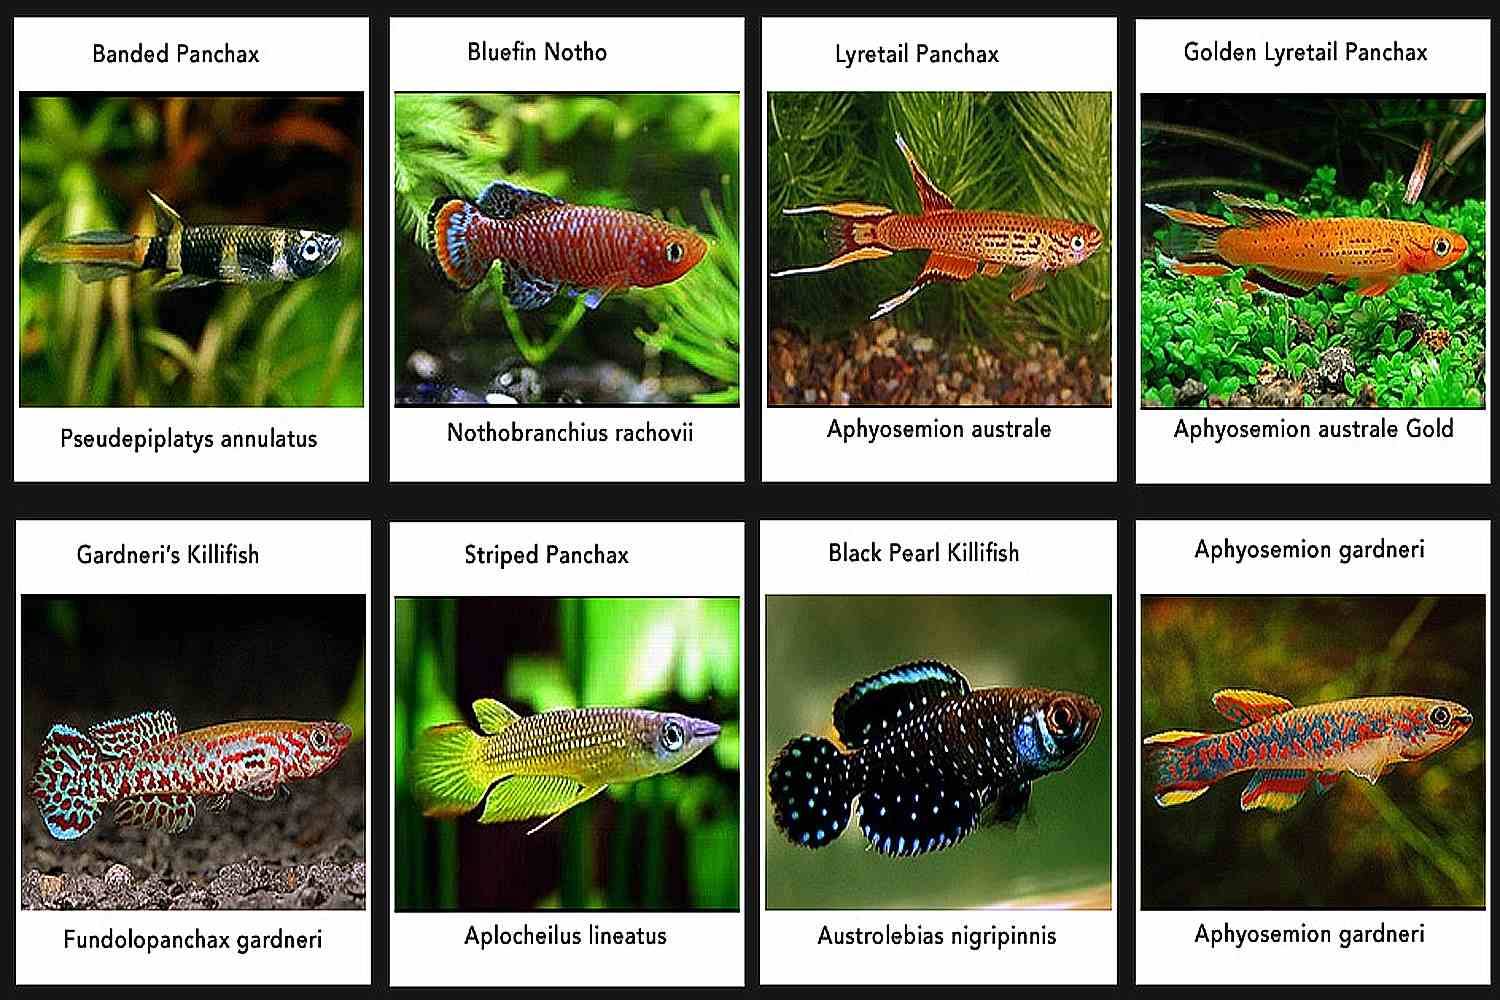 Banded Panchax
Bluefin Notho
Lyretail Panchax
Golden Lyretail Panchax
Pseudepiplatys annulatus
Nothobranchius rachovii
Aphyosemion australe
Aphyosemion australe Gold
Gardneri's Killifish
Striped Panchax
Black Pearl Killifish
Aphyosemion gardneri
Fundolopanchax gardneri
Aplocheilus lineatus
Austrolebias nigripinnis
Aphyosemion gardneri